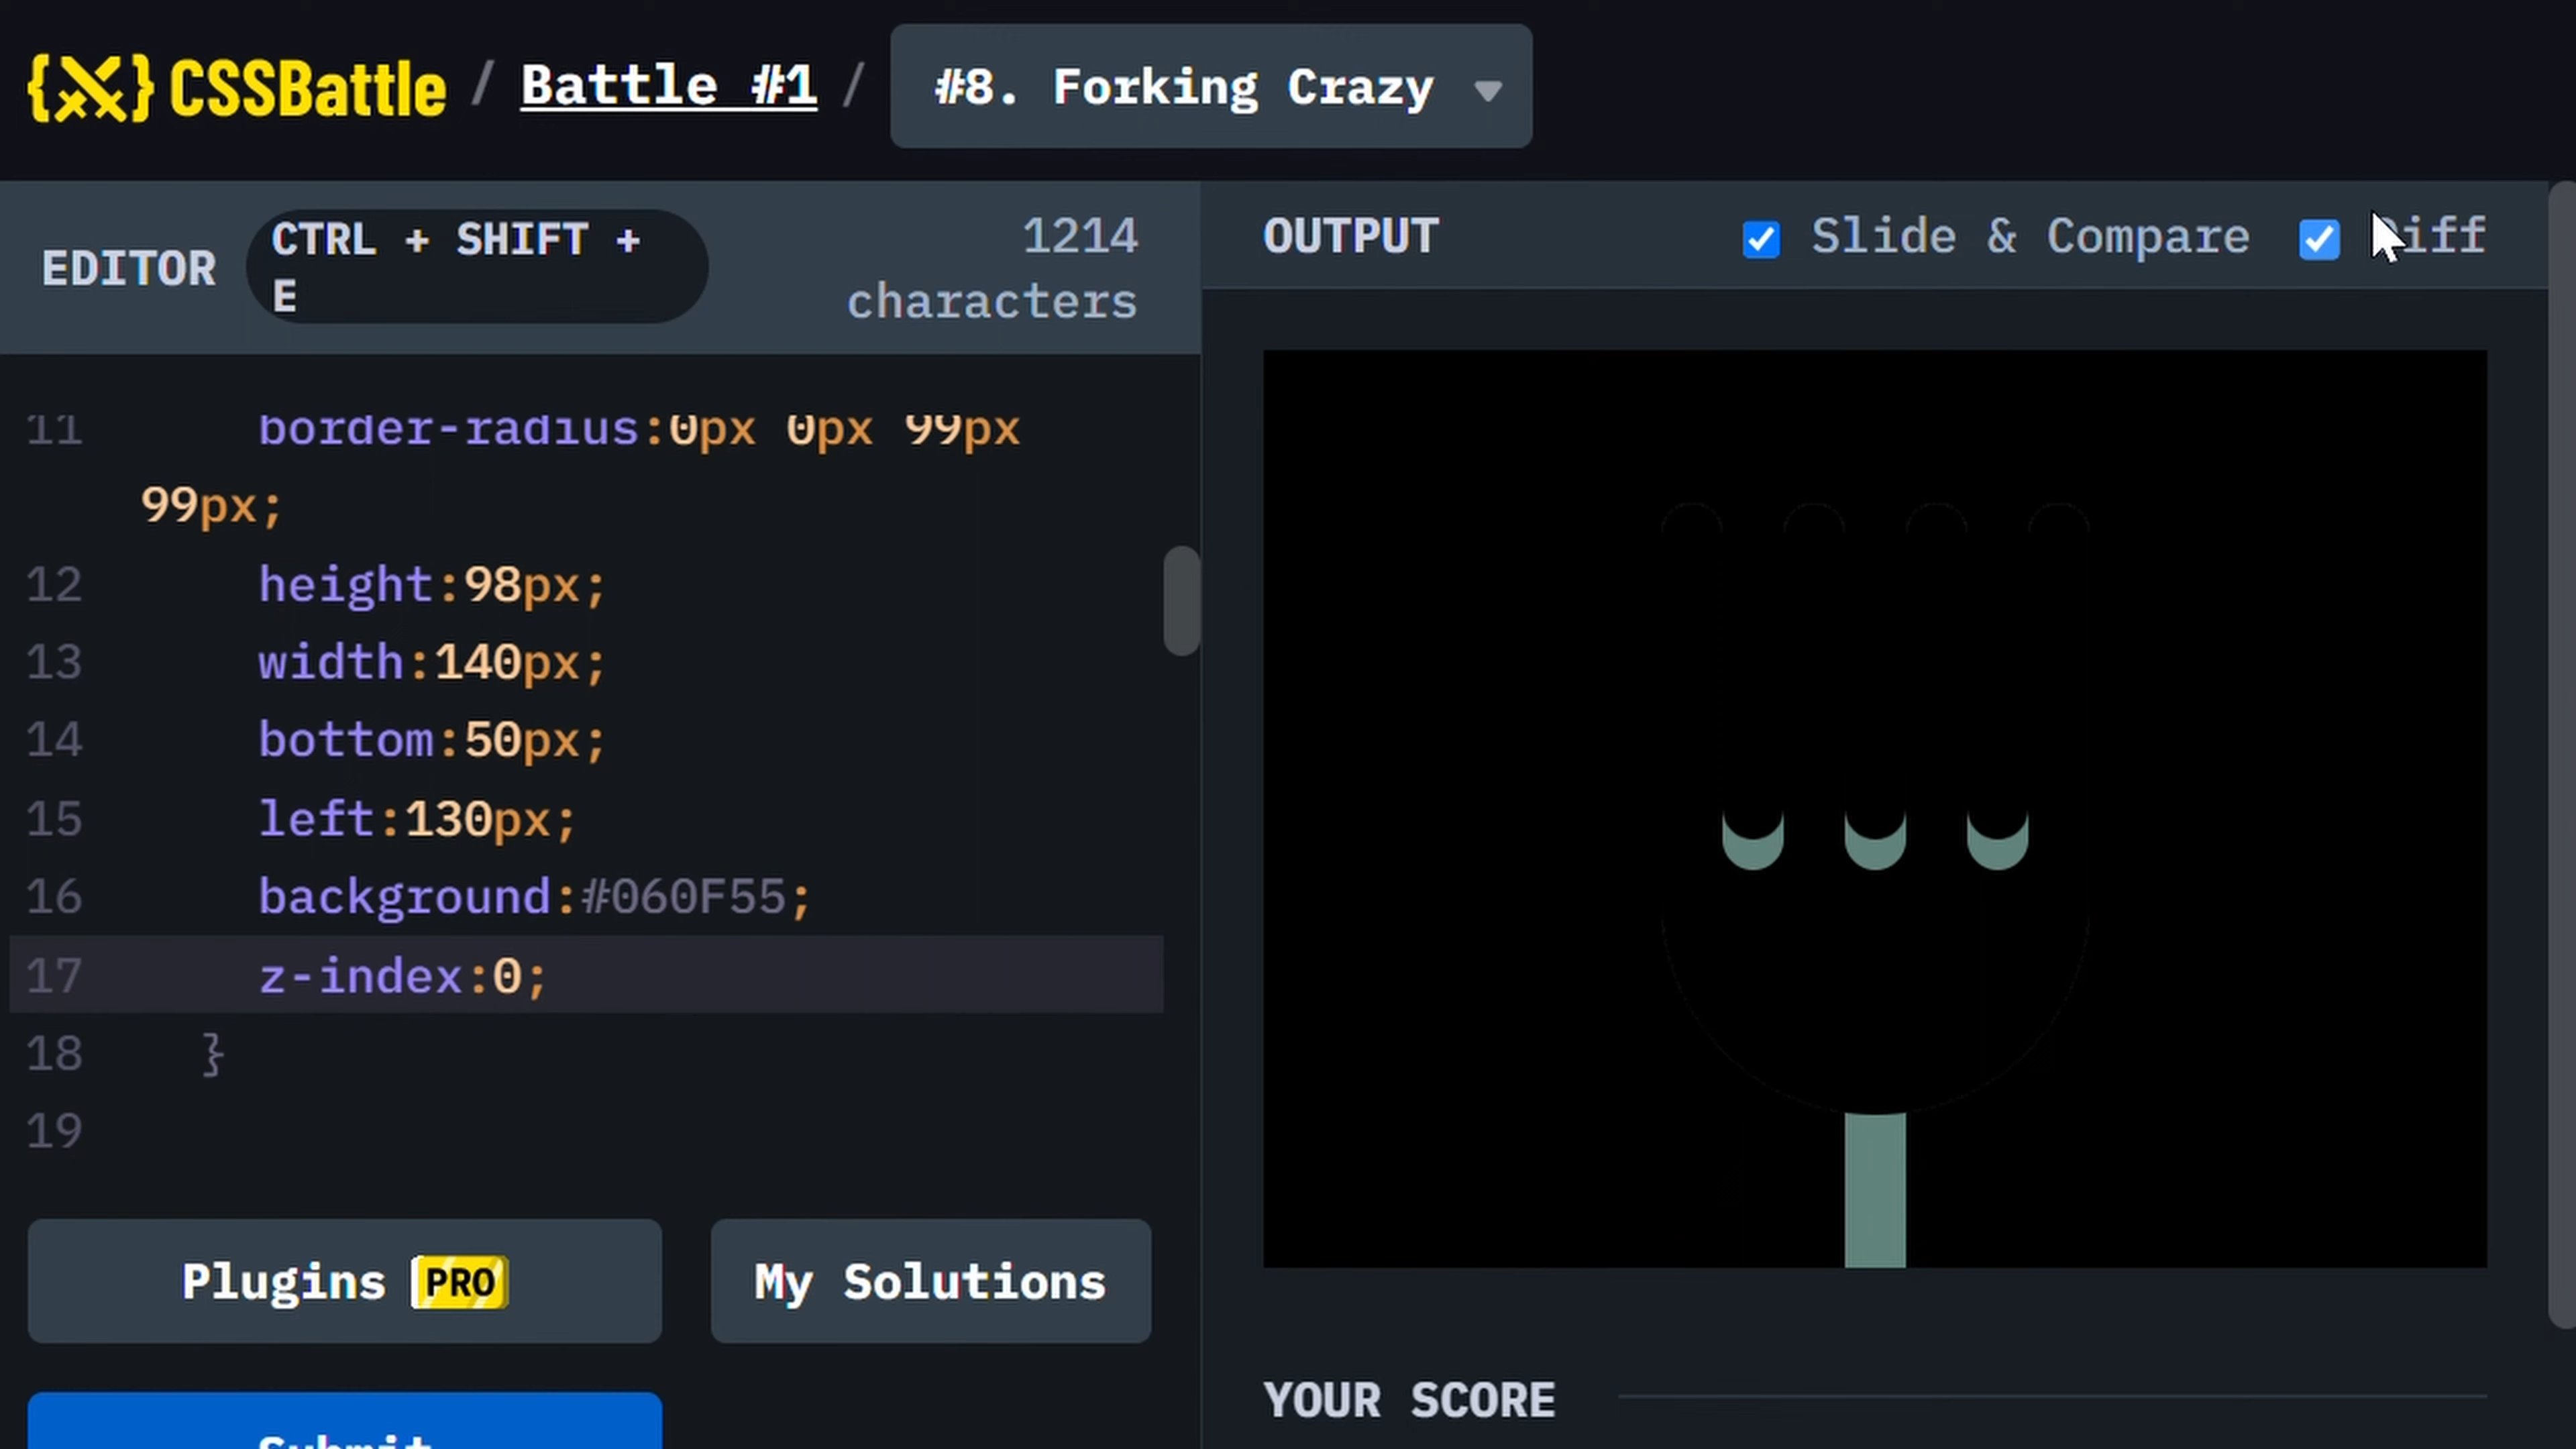 {⚔} CSSBattle / Battle #1 / #8. Forking Crazy
EDITOR CTRL + SHIFT + E 1214 characters
OUTPUT Slide & Compare Diff
11 border-radius:0px 0px 99px
99px;
12 height:98px;
13 width:140px;
14 bottom:50px;
15 left:130px;
16 background:#060F55;
17 z-index:0;
18 }
19
Plugins PRO My Solutions
Submit
YOUR SCORE